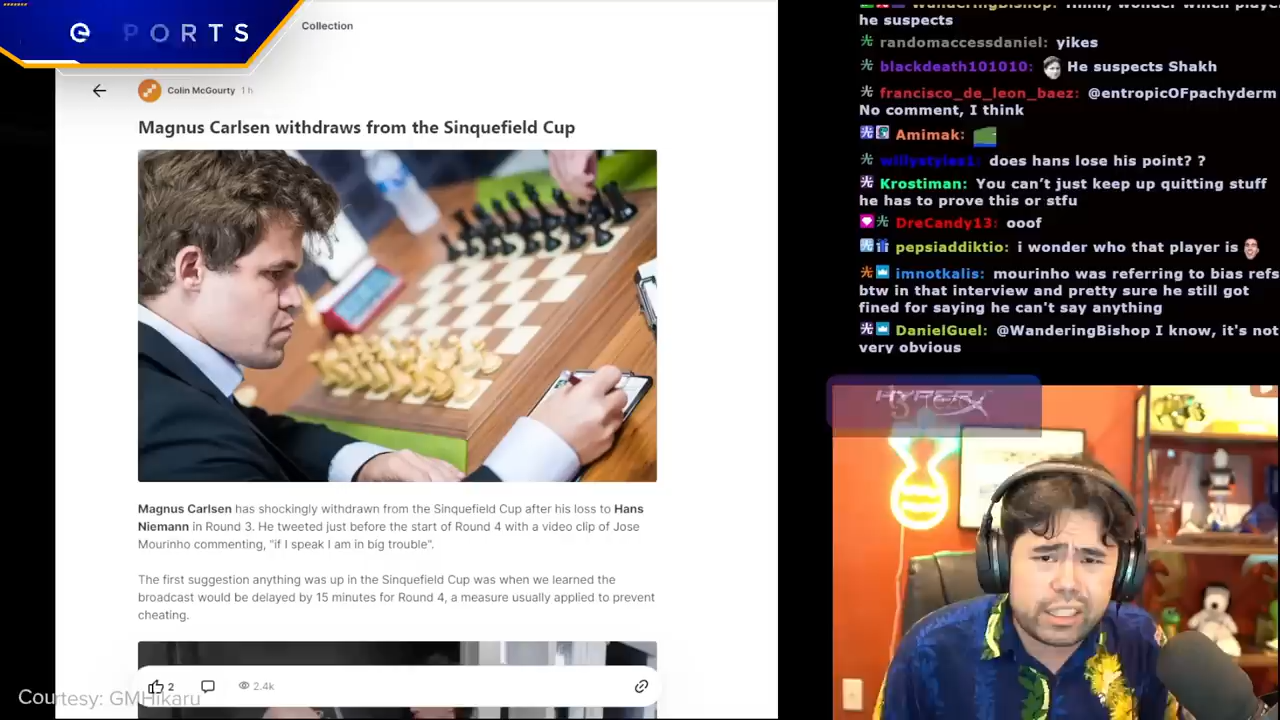 e PORTS
Collection
Colin McGourty 1 h
Magnus Carlsen withdraws from the Sinquefield Cup
Magnus Carlsen has shockingly withdrawn from the Sinquefield Cup after his loss to Hans
Niemann in Round 3. He tweeted just before the start of Round 4 with a video clip of Jose
Mourinho commenting, "if I speak I am in big trouble".
The first suggestion anything was up in the Sinquefield Cup was when we learned the
broadcast would be delayed by 15 minutes for Round 4, a measure usually applied to prevent
cheating.
2
2.4k
Courtesy: GMHikaru
WanderingBishop: wonder which player
he suspects
randomaccessdaniel: yikes
blackdeath101010: He suspects Shakh
francisco_de_leon_baez: @entropicOFpachyderm
No comment, I think
Amimak:
willystyles1: does hans lose his point? ?
Krostiman: You can't just keep up quitting stuff
he has to prove this or stfu
DreCandy13: ooof
pepsiaddiktio: i wonder who that player is
imnotkalis: mourinho was referring to bias refs
btw in that interview and pretty sure he still got
fined for saying he can't say anything
DanielGuel: @WanderingBishop I know, it's not
very obvious
HYPERX